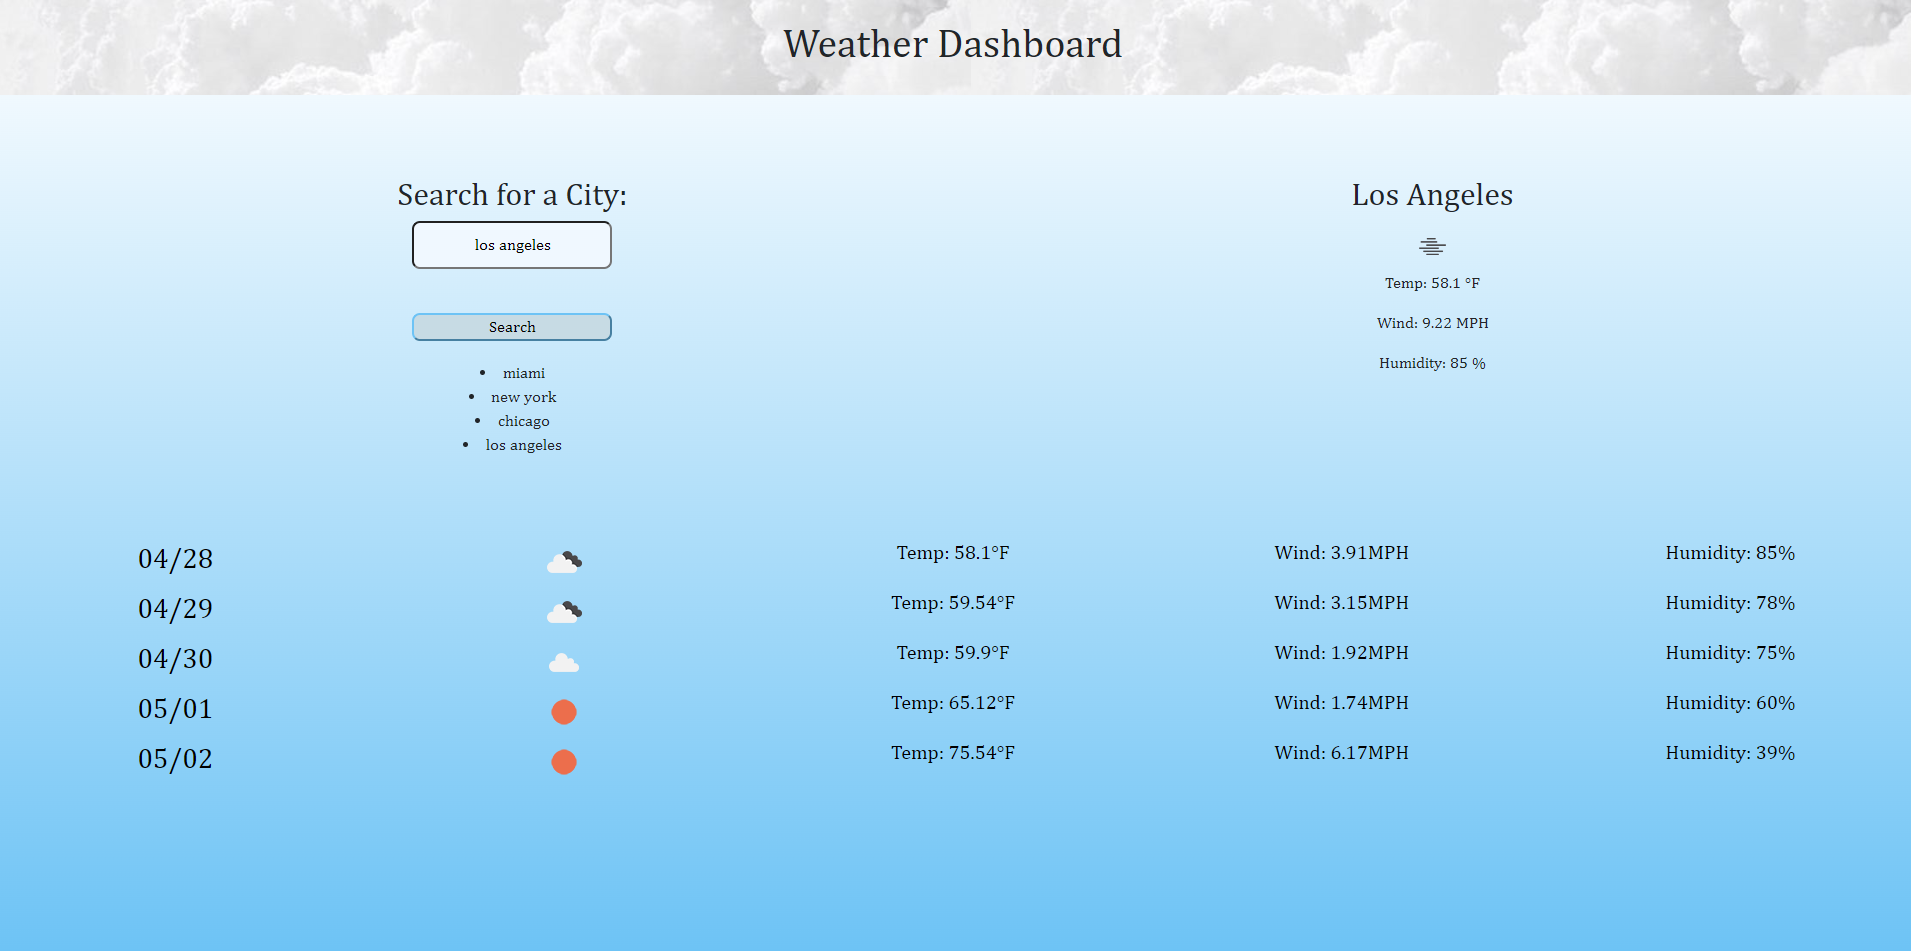 Weather Dashboard
Search for a City:
los angeles
Search
miami
new york
chicago
los angeles
Los Angeles
Temp: 58.1 °F
Wind: 9.22 MPH
Humidity: 85 %
04/28 Temp: 58.1°F Wind: 3.91MPH Humidity: 85%
04/29 Temp: 59.54°F Wind: 3.15MPH Humidity: 78%
04/30 Temp: 59.9°F Wind: 1.92MPH Humidity: 75%
05/01 Temp: 65.12°F Wind: 1.74MPH Humidity: 60%
05/02 Temp: 75.54°F Wind: 6.17MPH Humidity: 39%